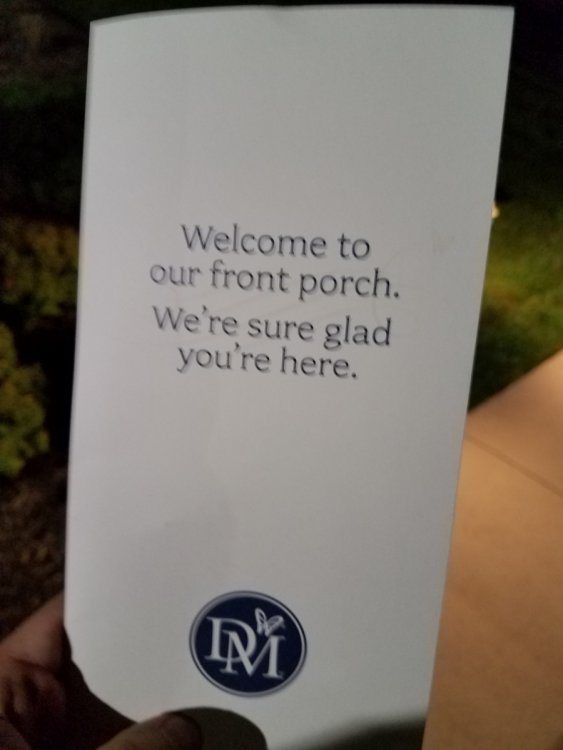 Welcome to
our front porch.
We're sure glad
you're here.
DM